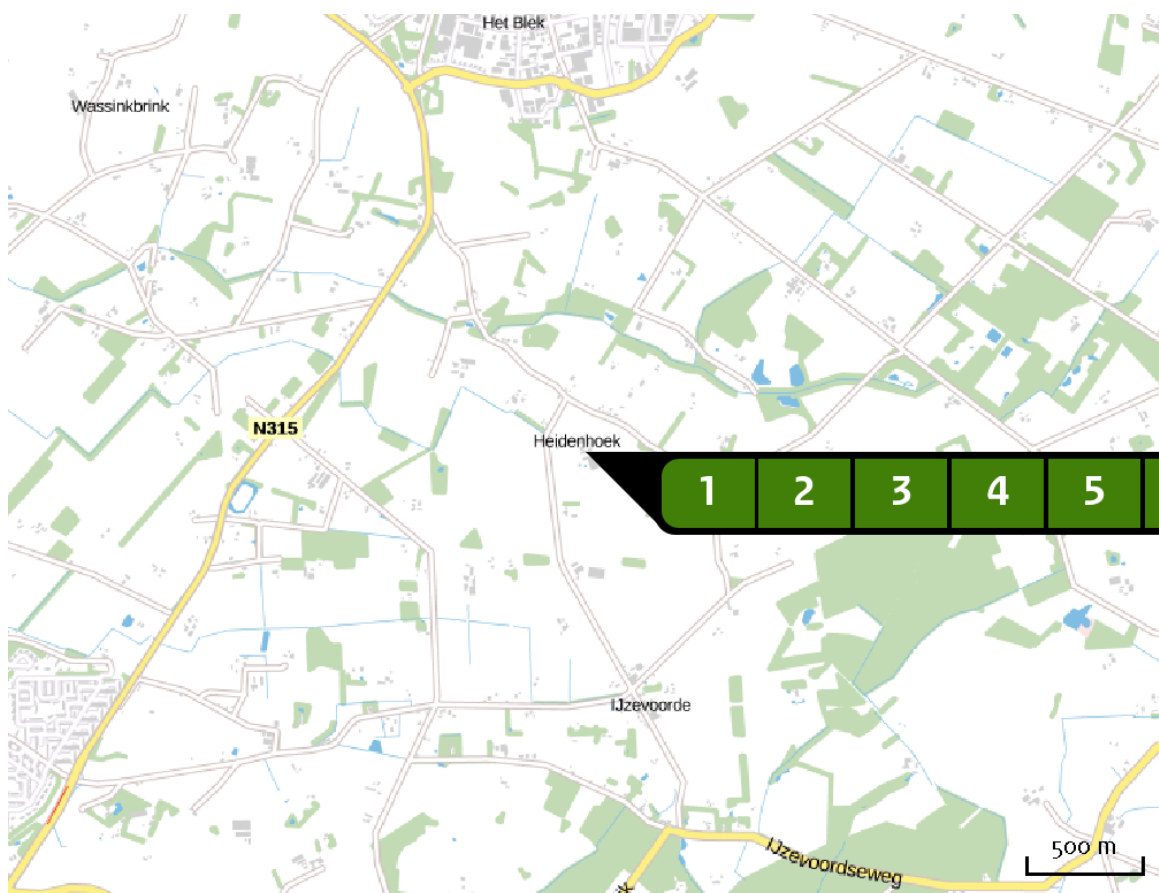 Het Blek
Wassinkbrink
N315
Heidenhoek
1 2 3 4 5
IJzevoorde
IJzevoordseweg
500 m